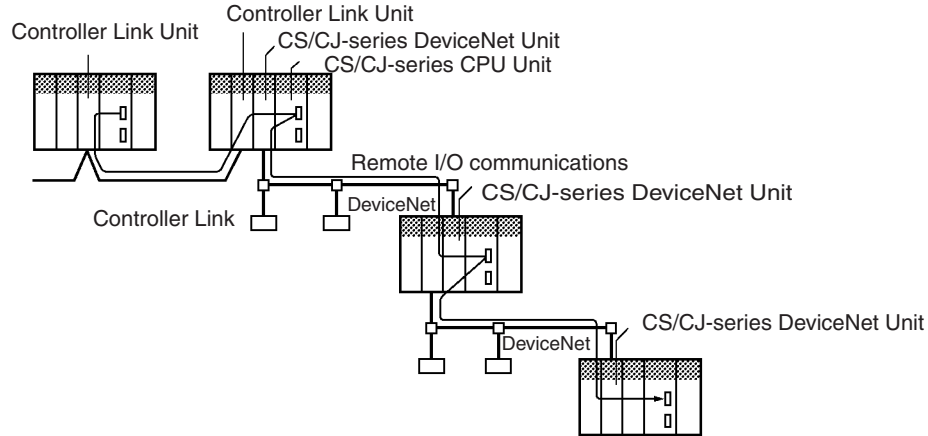 Controller Link Unit
Controller Link Unit
CS/CJ-series DeviceNet Unit
CS/CJ-series CPU Unit
Remote I/O communications
CS/CJ-series DeviceNet Unit
DeviceNet
Controller Link
CS/CJ-series DeviceNet Unit
DeviceNet